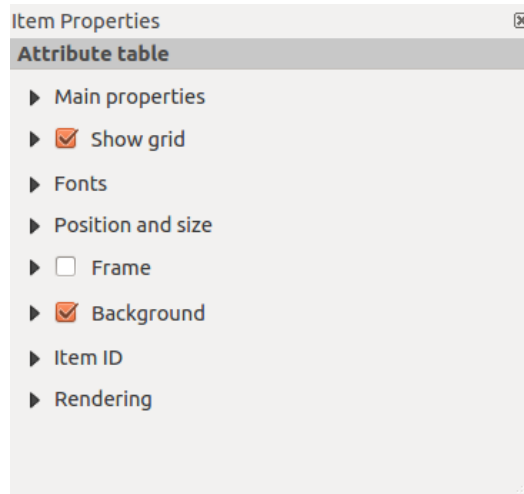 Item Properties
Attribute table
Main properties
Show grid
Fonts
Position and size
Frame
Background
Item ID
Rendering